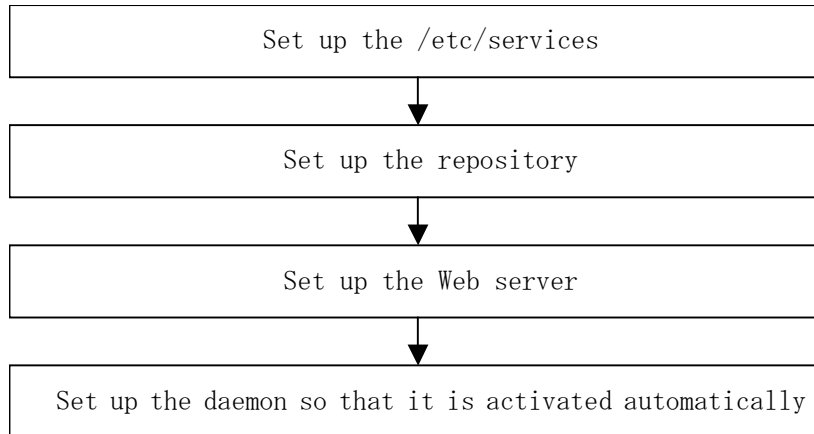 Set up the /etc/services
Set up the repository
Set up the Web server
Set up the daemon so that it is activated automatically